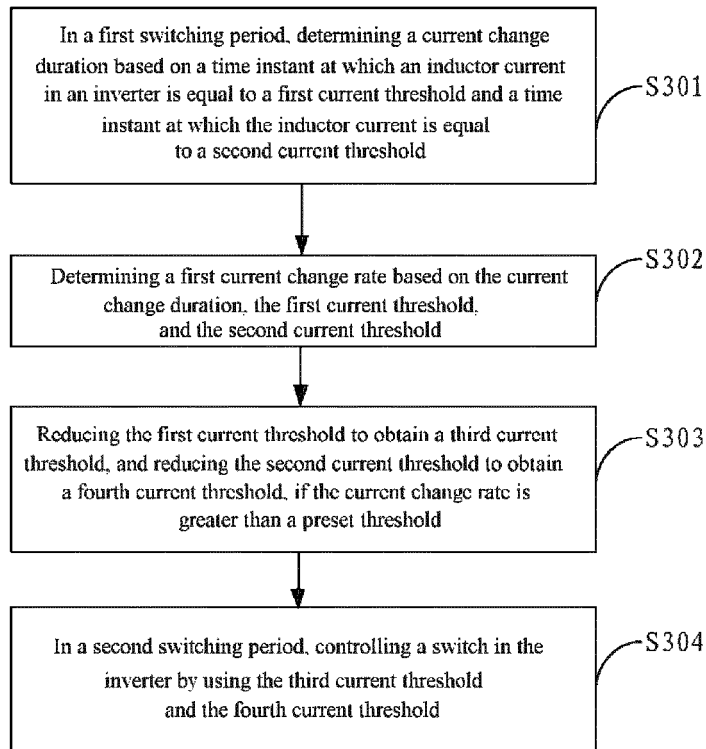 In a first switching period, determining a current change
duration based on a time instant at which an inductor current
in an inverter is equal to a first current threshold and a time
instant at which the inductor current is equal
to a second current threshold
S301
Determining a first current change rate based on the current
change duration, the first current threshold,
and the second current threshold
S302
Reducing the first current threshold to obtain a third current
threshold, and reducing the second current threshold to obtain
a fourth current threshold, if the current change rate is
greater than a preset threshold
S303
In a second switching period, controlling a switch in the
inverter by using the third current threshold
and the fourth current threshold
S304